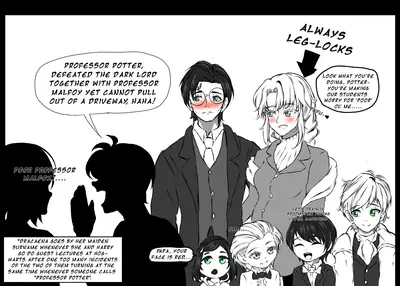 PROFESSOR POTTER,
DEFEATED THE DARK LORD
TOGETHER WITH PROFESSOR
MALFOY YET CANNOT PULL
OUT OF A DRIVEWAY, HAHA!
ALWAYS
LEG-LOCKS
LOOK WHAT YOU'RE
DOING, POTTER-
YOU'RE MAKING
OUR STUDENTS
WORRY FOR 'POOR'
OL' ME.....
POOR PROFESSOR
MALFOY.....
*DRACAENA GOES BY HER MAIDEN
SURNAME WHENEVER SHE AND HARRY
GO DO GUEST LECTURES AT HOG-
WARTS AFTER ONE TOO MANY INCIDENTS
OF THE TWO OF THEM TURNING AT THE
SAME TIME WHENEVER SOMEONE CALLS
"PROFESSOR POTTER".
PAPA, YOUR
FACE IS RED...